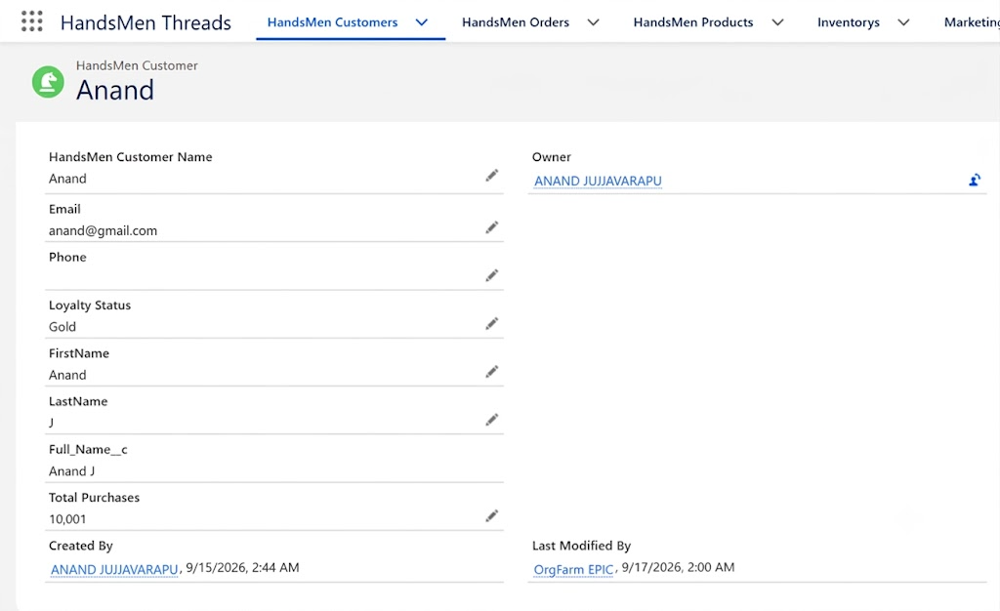 HandsMen Threads
HandsMen Customers
HandsMen Orders
HandsMen Products
Inventorys
Marketing
HandsMen Customer
Anand
HandsMen Customer Name
Anand
Owner
ANAND JUJJAVARAPU
Email
anand@gmail.com
Phone
Loyalty Status
Gold
FirstName
Anand
LastName
J
Full_Name__c
Anand J
Total Purchases
10,001
Created By
ANAND JUJJAVARAPU, 9/15/2026, 2:44 AM
Last Modified By
OrgFarm EPIC, 9/17/2026, 2:00 AM